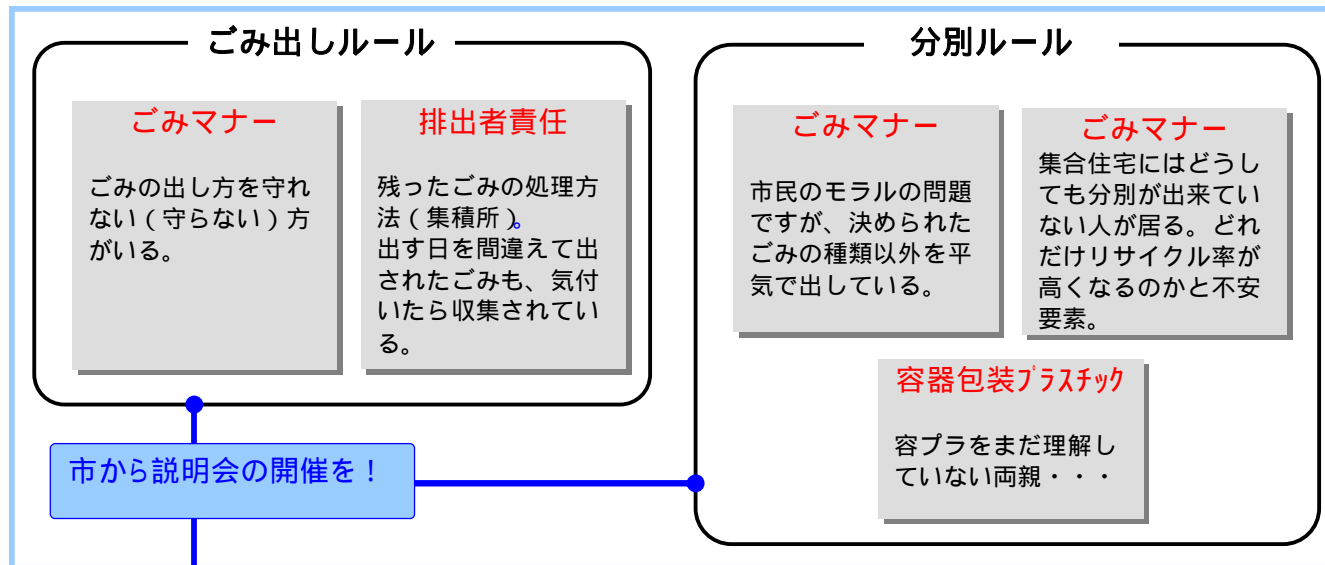 ごみ出しルール
ごみマナー
ごみの出し方を守れ
ない（守らない）方
がいる。
排出者責任
残ったごみの処理方
法（集積所）。
出す日を間違えて出
されたごみも、気付
いたら収集されてい
る。
分別ルール
ごみマナー
市民のモラルの問題
ですが、決められた
ごみの種類以外を平
気で出している。
ごみマナー
集合住宅にはどうし
ても分別が出来てい
ない人が居る。どれ
だけリサイクル率が
高くなるのかと不安
要素。
容器包装ﾌﾟﾗｽﾁｯｸ
容プラをまだ理解し
ていない両親・・・
市から説明会の開催を！